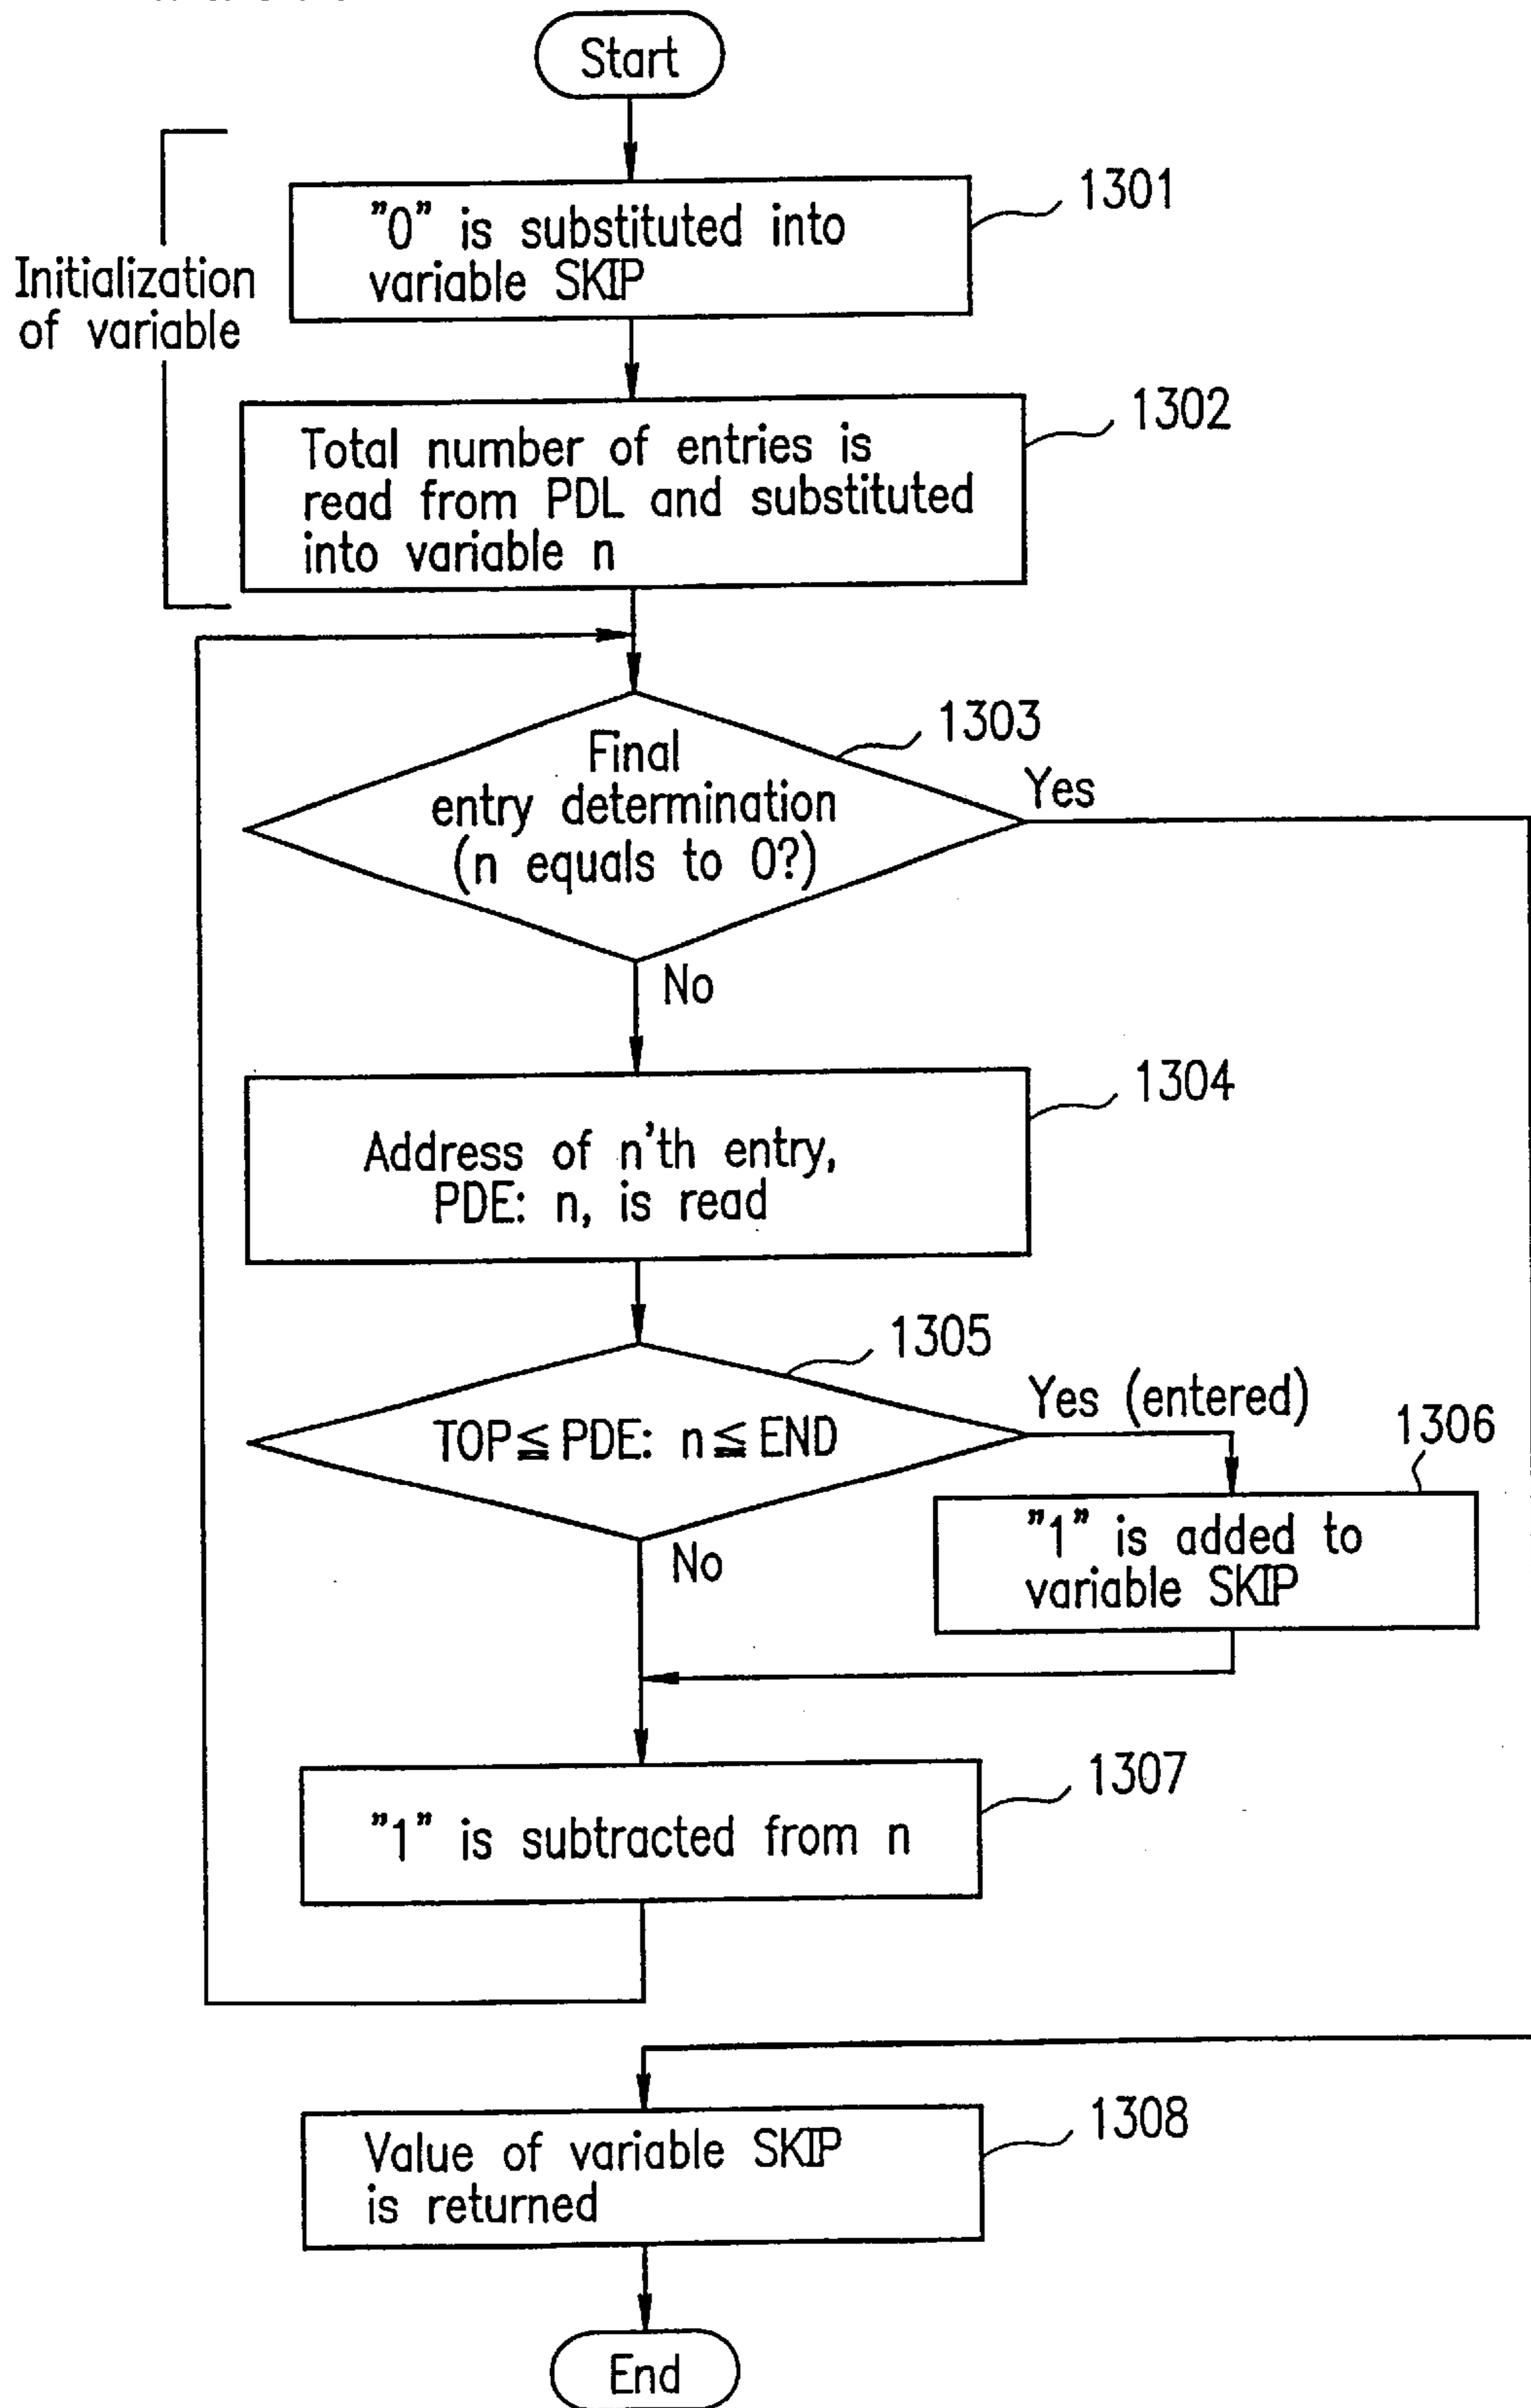 Start
"0" is substituted into
variable SKIP
1301
Initialization
of variable
Total number of entries is
read from PDL and substituted
into variable n
1302
Final
entry determination
(n equals to 0?)
1303
Yes
No
Address of n'th entry,
PDE: n, is read
1304
TOP≦PDE: n≦END
1305
Yes (entered)
No
"1" is added to
variable SKIP
1306
"1" is subtracted from n
1307
Value of variable SKIP
is returned
1308
End